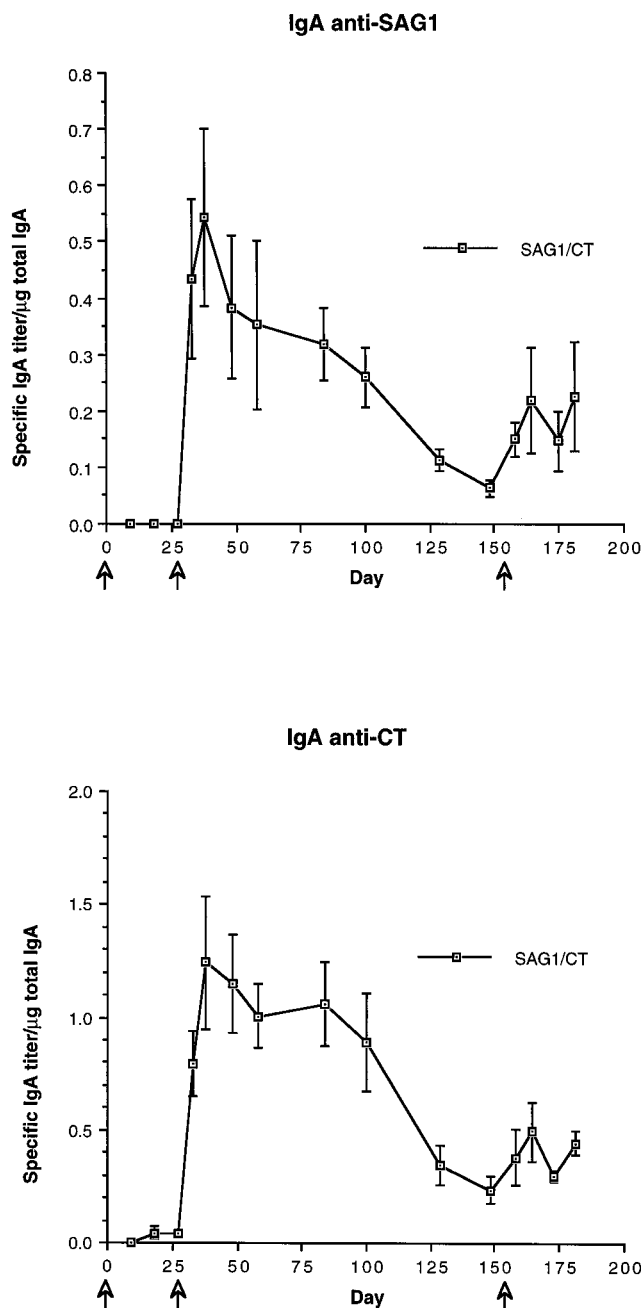 IgA anti-SAG1
Specific IgA titer/µg total IgA
0.8
0.7
0.6
0.5
0.4
0.3
0.2
0.1
0.0
SAG1/CT
0 25 50 75 100 125 150 175 200
Day
IgA anti-CT
Specific IgA titer/µg total IgA
2.0
1.5
1.0
0.5
0.0
SAG1/CT
0 25 50 75 100 125 150 175 200
Day